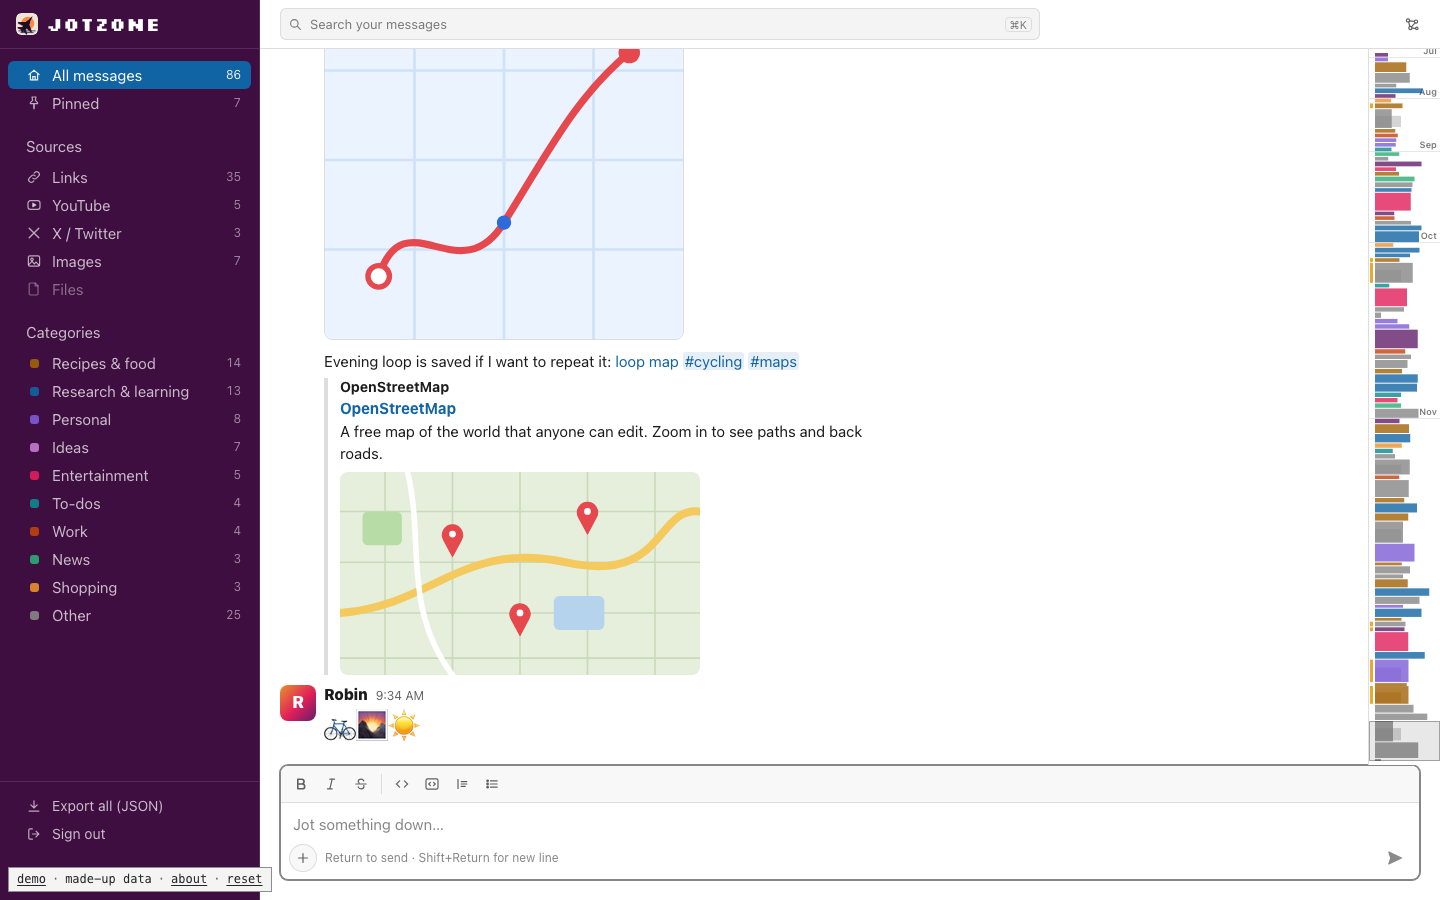 JOTZONE
Search your messages
⌘K
All messages 86
Pinned 7
Sources
Links 35
YouTube 5
X / Twitter 3
Images 7
Files
Categories
Recipes & food 14
Research & learning 13
Personal 8
Ideas 7
Entertainment 5
To-dos 4
Work 4
News 3
Shopping 3
Other 25
Export all (JSON)
Sign out
demo · made-up data · about · reset
Evening loop is saved if I want to repeat it: loop map #cycling #maps
OpenStreetMap
OpenStreetMap
A free map of the world that anyone can edit. Zoom in to see paths and back
roads.
R
Robin 9:34 AM
B I S
Jot something down...
Return to send · Shift+Return for new line
Jul
Aug
Sep
Oct
Nov